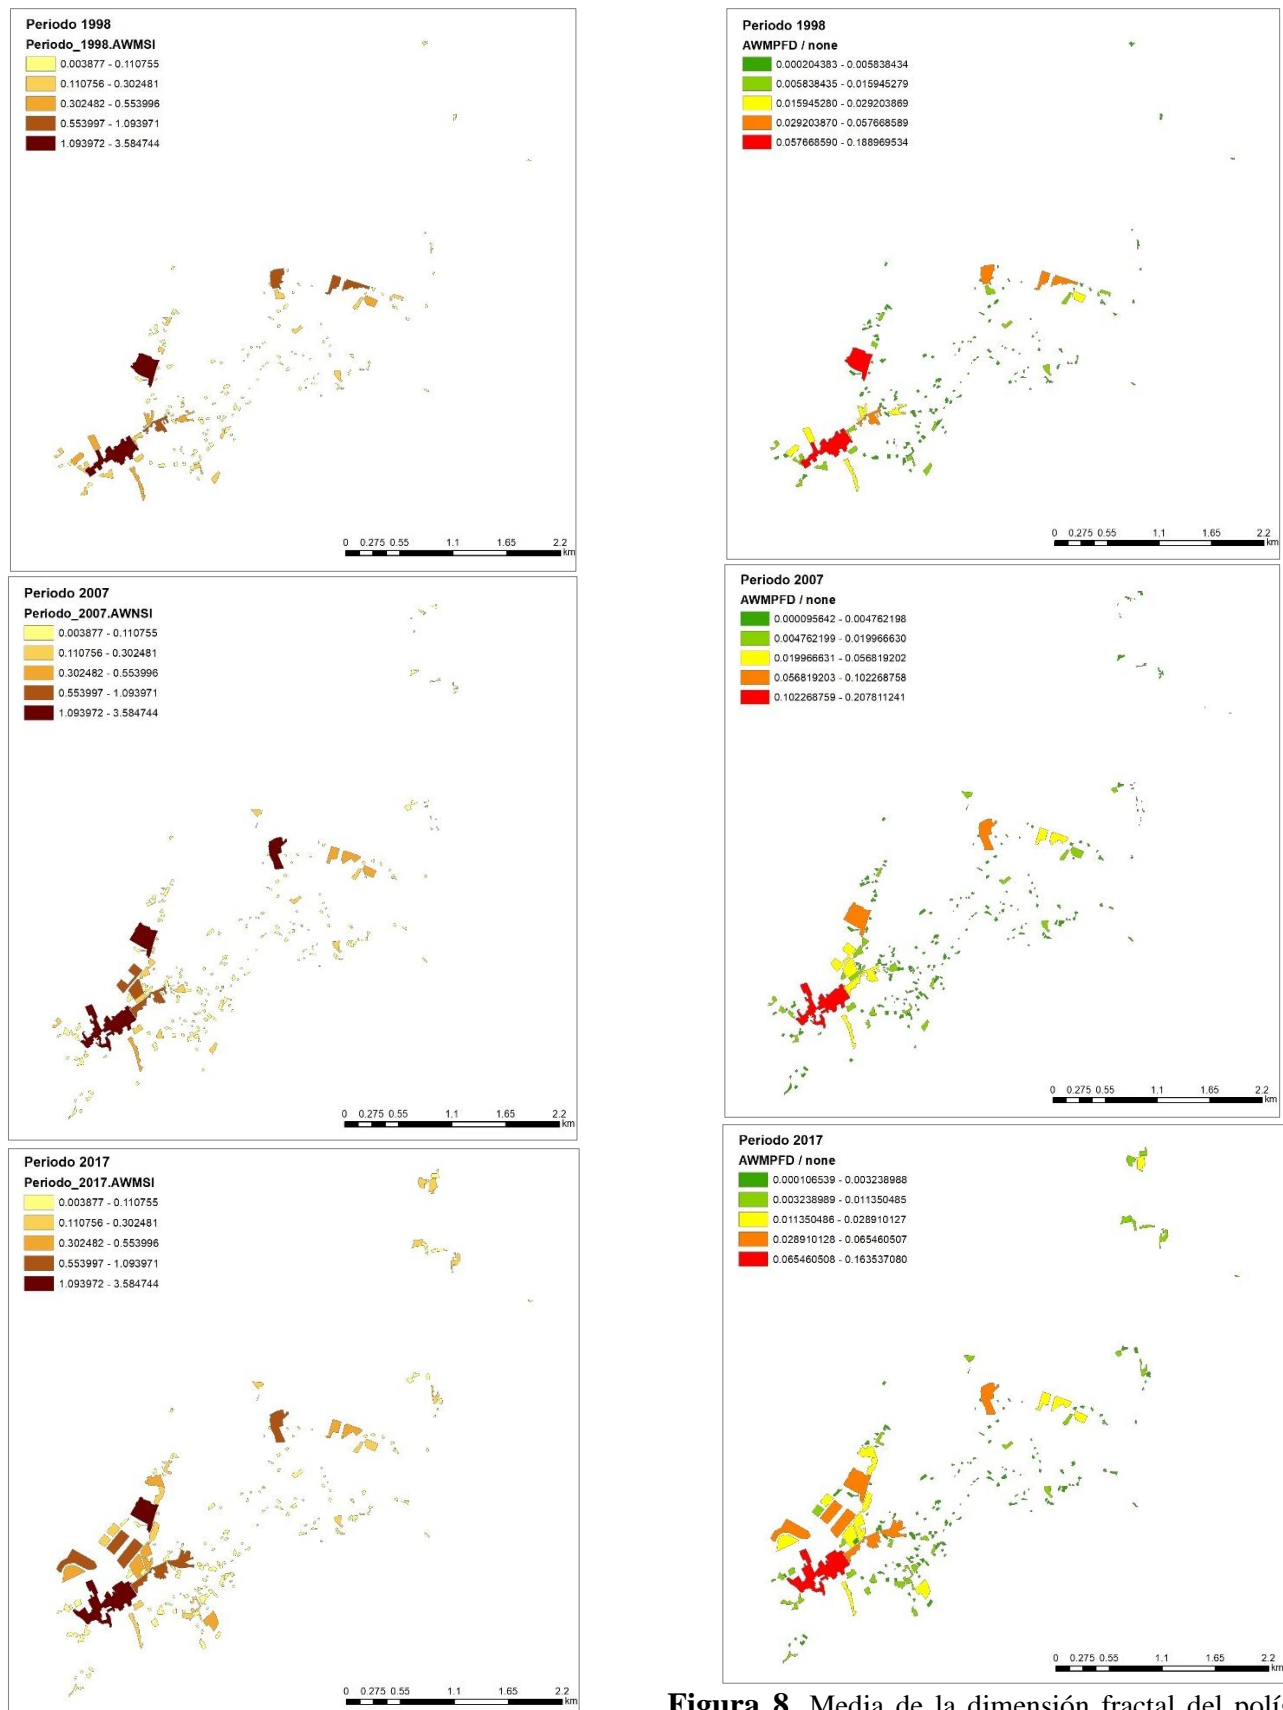 Periodo 1998
Periodo_1998.AWMSI
0.003877 - 0.110755
0.110756 - 0.302481
0.302482 - 0.553996
0.553997 - 1.093971
1.093972 - 3.584744
0 0.275 0.55 1.1 1.65 2.2
km
Periodo 2007
Periodo_2007.AWNSI
0.003877 - 0.110755
0.110756 - 0.302481
0.302482 - 0.553996
0.553997 - 1.093971
1.093972 - 3.584744
0 0.275 0.55 1.1 1.65 2.2
km
Periodo 2017
Periodo_2017.AWMSI
0.003877 - 0.110755
0.110756 - 0.302481
0.302482 - 0.553996
0.553997 - 1.093971
1.093972 - 3.584744
0 0.275 0.55 1.1 1.65 2.2
km
Periodo 1998
AWMPFD / none
0.000204383 - 0.005838434
0.005838435 - 0.015945279
0.015945280 - 0.029203869
0.029203870 - 0.057668589
0.057668590 - 0.188969534
0 0.275 0.55 1.1 1.65 2.2
km
Periodo 2007
AWMPFD / none
0.000095642 - 0.004762198
0.004762199 - 0.019966630
0.019966631 - 0.056819202
0.056819203 - 0.102268758
0.102268759 - 0.207811241
0 0.275 0.55 1.1 1.65 2.2
km
Periodo 2017
AWMPFD / none
0.000106539 - 0.003238988
0.003238989 - 0.011350485
0.011350486 - 0.028910127
0.028910128 - 0.065460507
0.065460508 - 0.163537080
0 0.275 0.55 1.1 1.65 2.2
km
Figura 8. Media de la dimensión fractal del polí